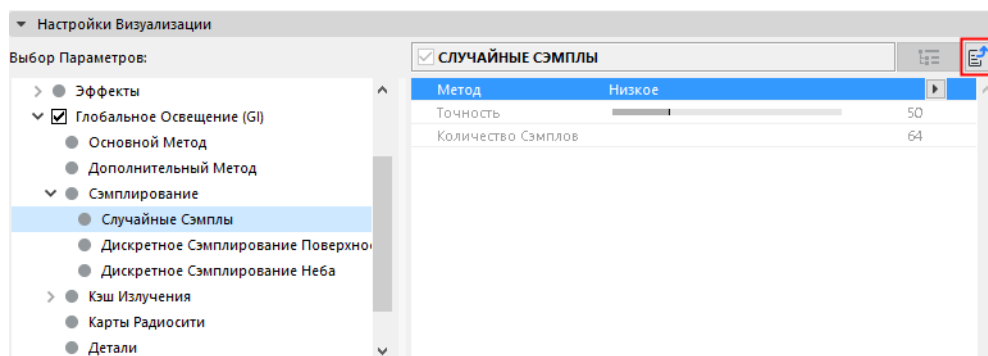 Настройки Визуализации
Выбор Параметров:
СЛУЧАЙНЫЕ СЭМПЛЫ
Эффекты
Глобальное Освещение (GI)
Основной Метод
Дополнительный Метод
Сэмплирование
Случайные Сэмплы
Дискретное Сэмплирование Поверхно
Дискретное Сэмплирование Неба
Кэш Излучения
Карты Радиосити
Детали
Метод Низкое
Точность 50
Количество Сэмплов 64